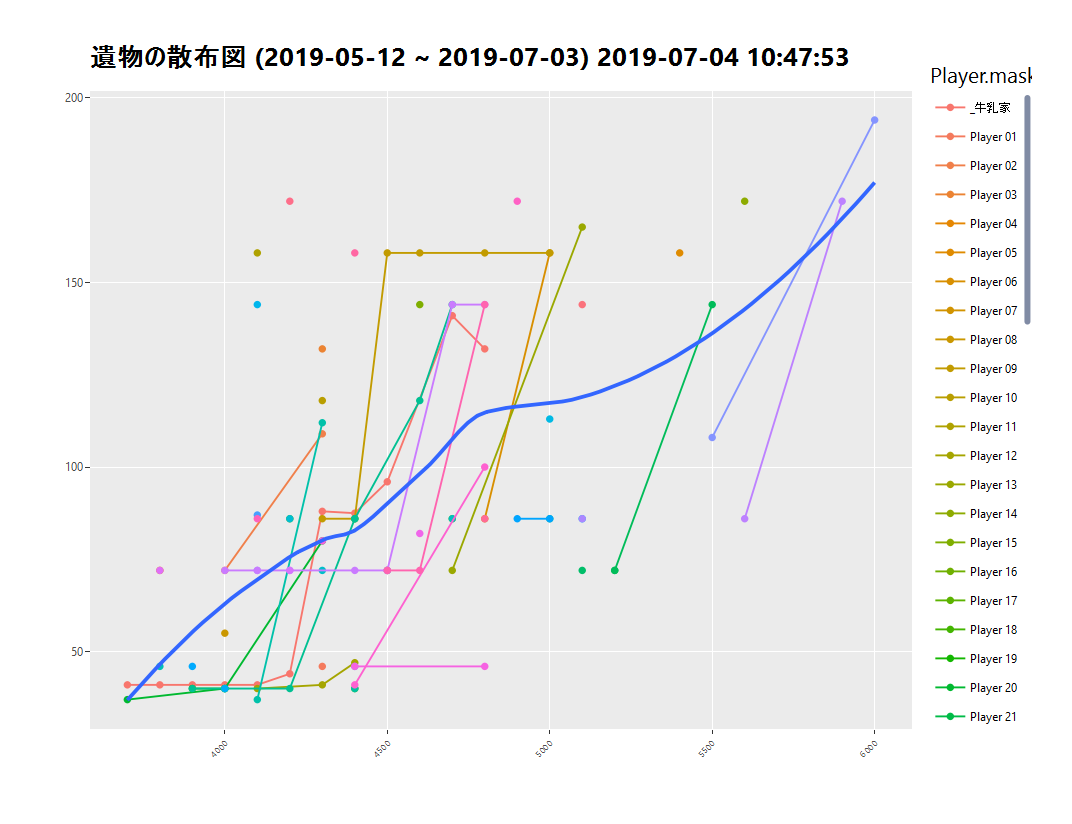 遺物の散布図 (2019-05-12 ~ 2019-07-03) 2019-07-04 10:47:53
Player.mask
_牛乳家
Player 01
Player 02
Player 03
Player 04
Player 05
Player 06
Player 07
Player 08
Player 09
Player 10
Player 11
Player 12
Player 13
Player 14
Player 15
Player 16
Player 17
Player 18
Player 19
Player 20
Player 21
200
150
100
50
4000
4500
5000
5500
6000